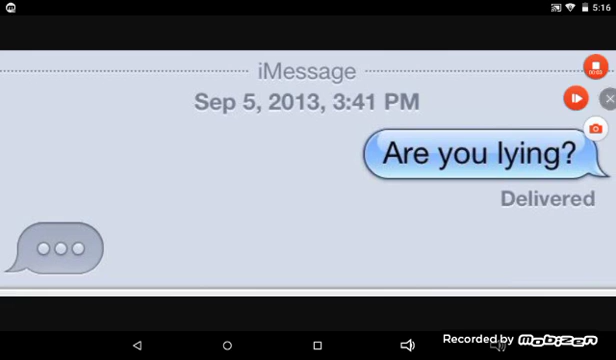 5:16
iMessage
Sep 5, 2013, 3:41 PM
Are you lying?
Delivered
Recorded by MOBIZEN